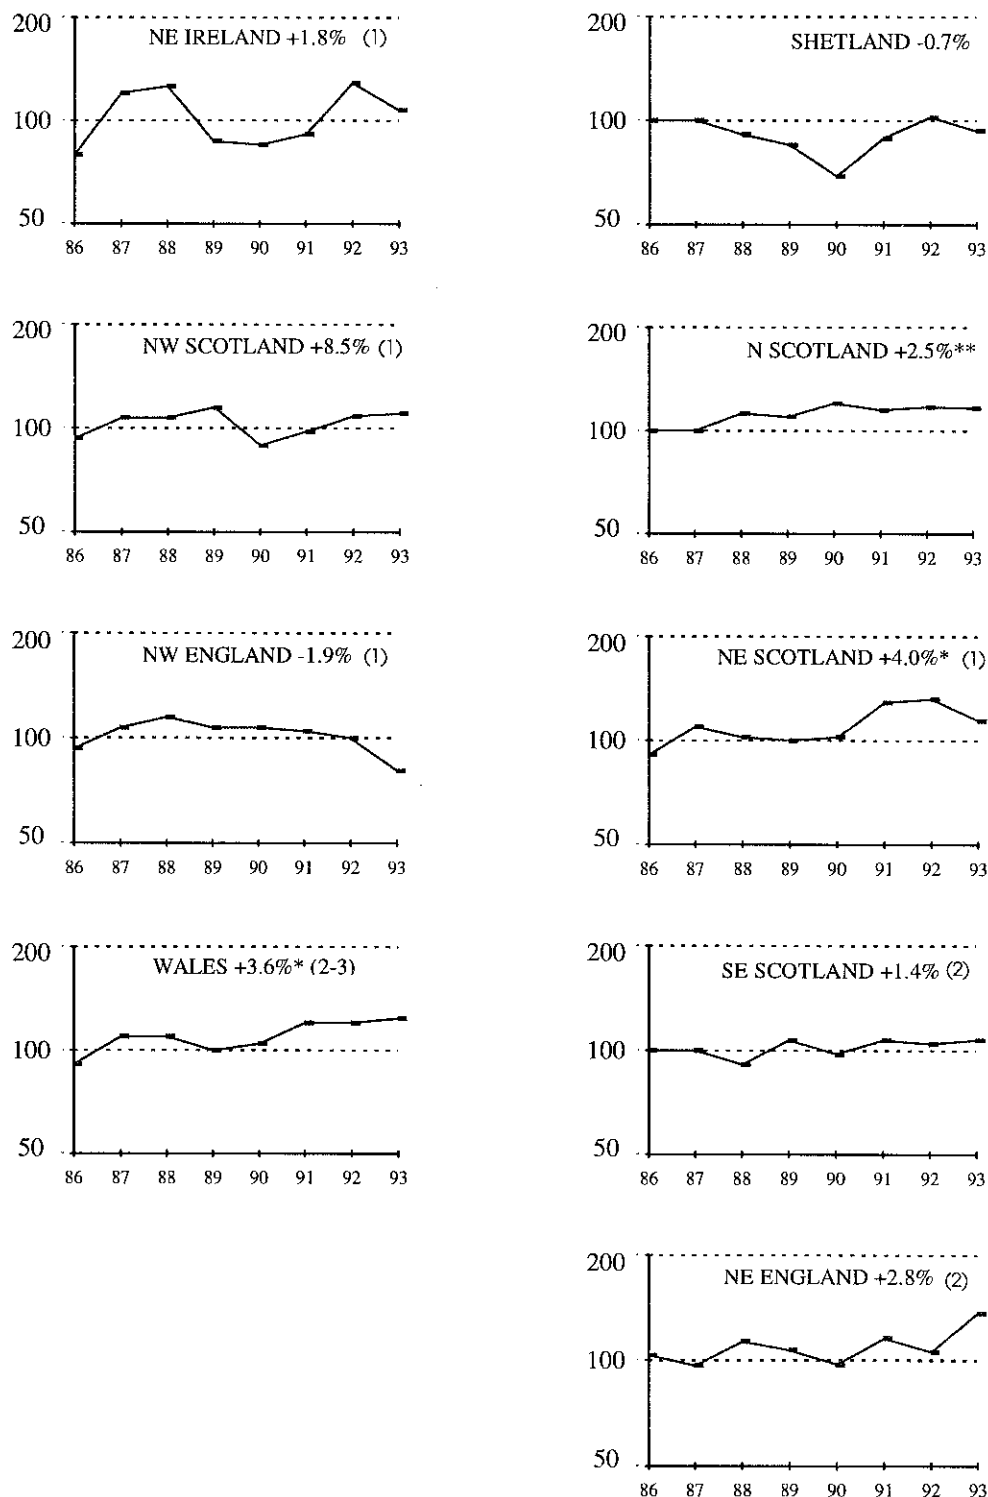 200
NE IRELAND +1.8% (1)
100
50
86 87 88 89 90 91 92 93
200
SHETLAND -0.7%
100
50
86 87 88 89 90 91 92 93
200
NW SCOTLAND +8.5% (1)
100
50
86 87 88 89 90 91 92 93
200
N SCOTLAND +2.5%**
100
50
86 87 88 89 90 91 92 93
200
NW ENGLAND -1.9% (1)
100
50
86 87 88 89 90 91 92 93
200
NE SCOTLAND +4.0%* (1)
100
50
86 87 88 89 90 91 92 93
200
WALES +3.6%* (2-3)
100
50
86 87 88 89 90 91 92 93
200
SE SCOTLAND +1.4% (2)
100
50
86 87 88 89 90 91 92 93
200
NE ENGLAND +2.8% (2)
100
50
86 87 88 89 90 91 92 93